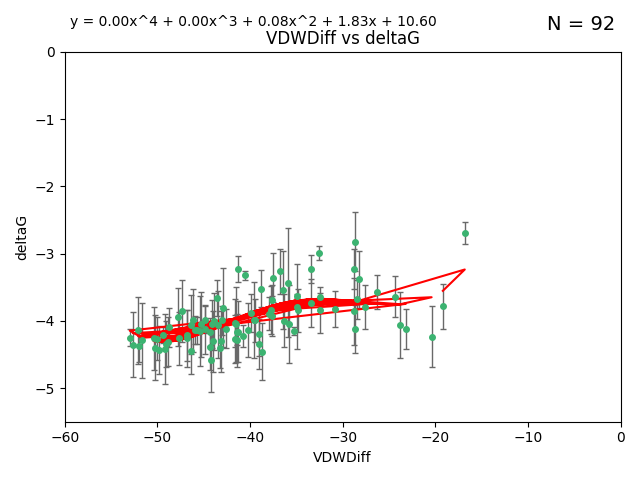 y = 0.00x^4 + 0.00x^3 + 0.08x^2 + 1.83x + 10.60
N = 92
VDWDiff vs deltaG
0
−1
−2
−3
−4
−5
deltaG
−60 −50 −40 −30 −20 −10 0
VDWDiff